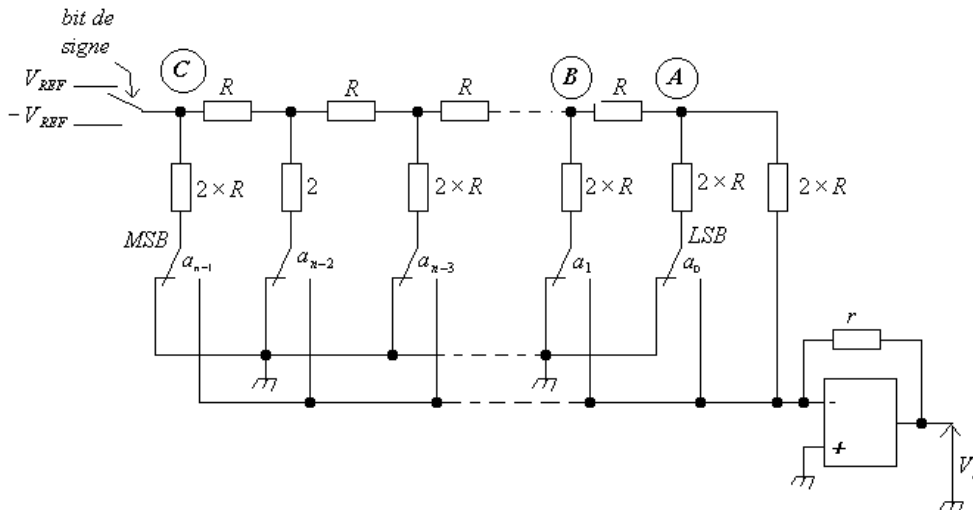 bit de
signe
V_REF
-V_REF
C
R
R
R
B
R
A
2×R
2
2×R
2×R
2×R
2×R
MSB
a_{n-1}
a_{n-2}
a_{n-3}
a_1
LSB
a_0
r
-
+